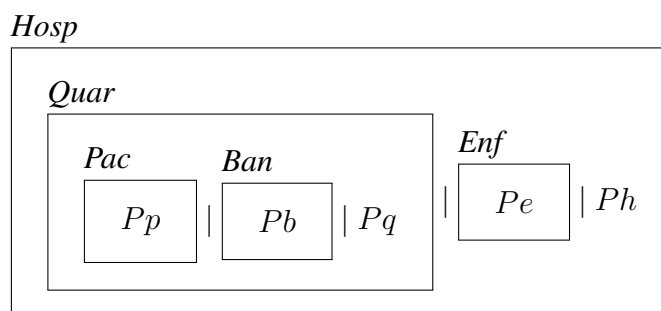 Hosp
Quar
Pac Ban Enf
Pp | Pb | Pq | Pe | Ph